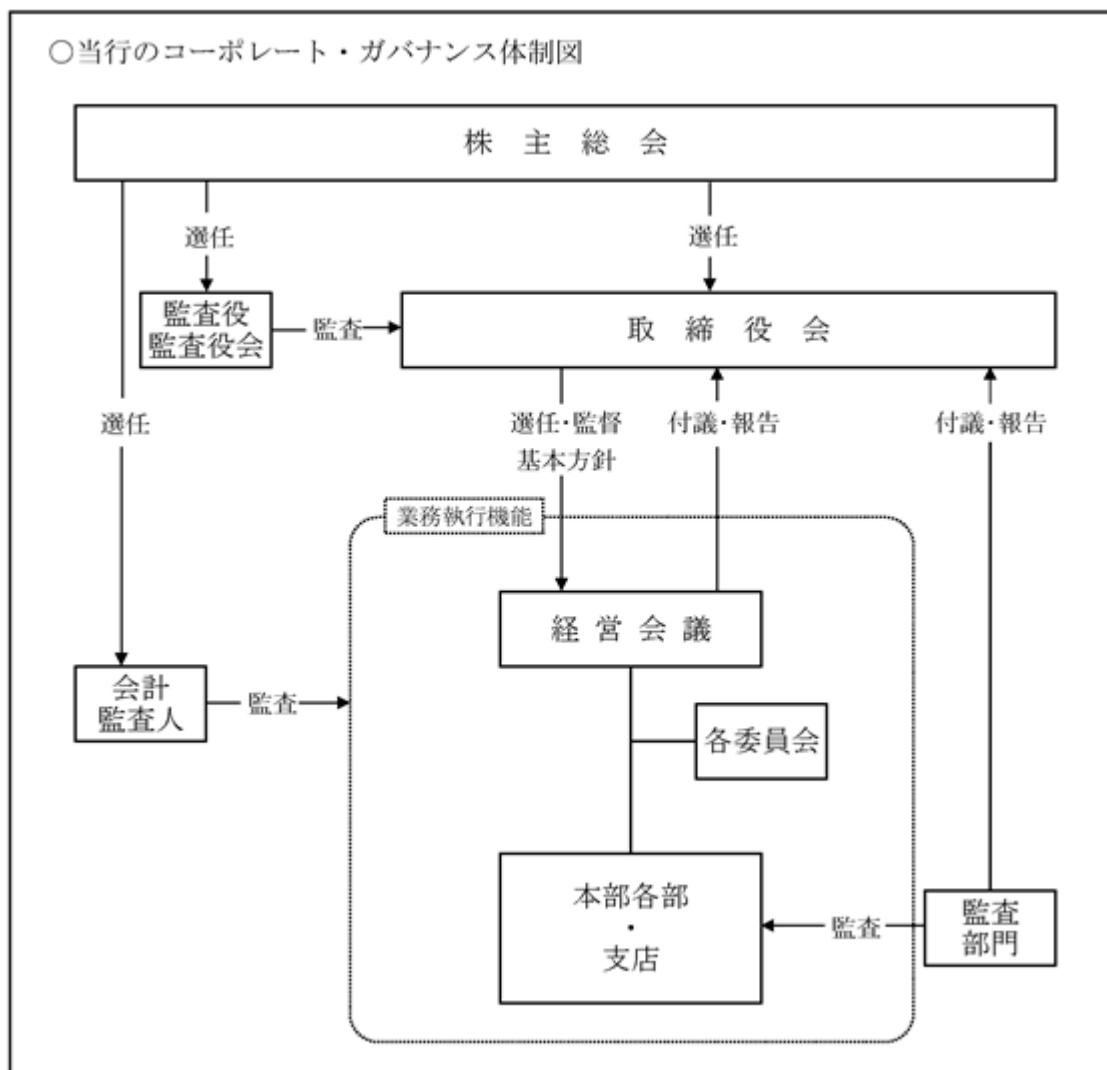 ○当行のコーポレート・ガバナンス体制図
株主総会
選任
選任
監査役
監査役会
監査
取締役会
選任
選任・監督
基本方針
付議・報告
付議・報告
業務執行機能
経営会議
会計
監査人
監査
各委員会
本部各部
・
支店
監査
監査
部門